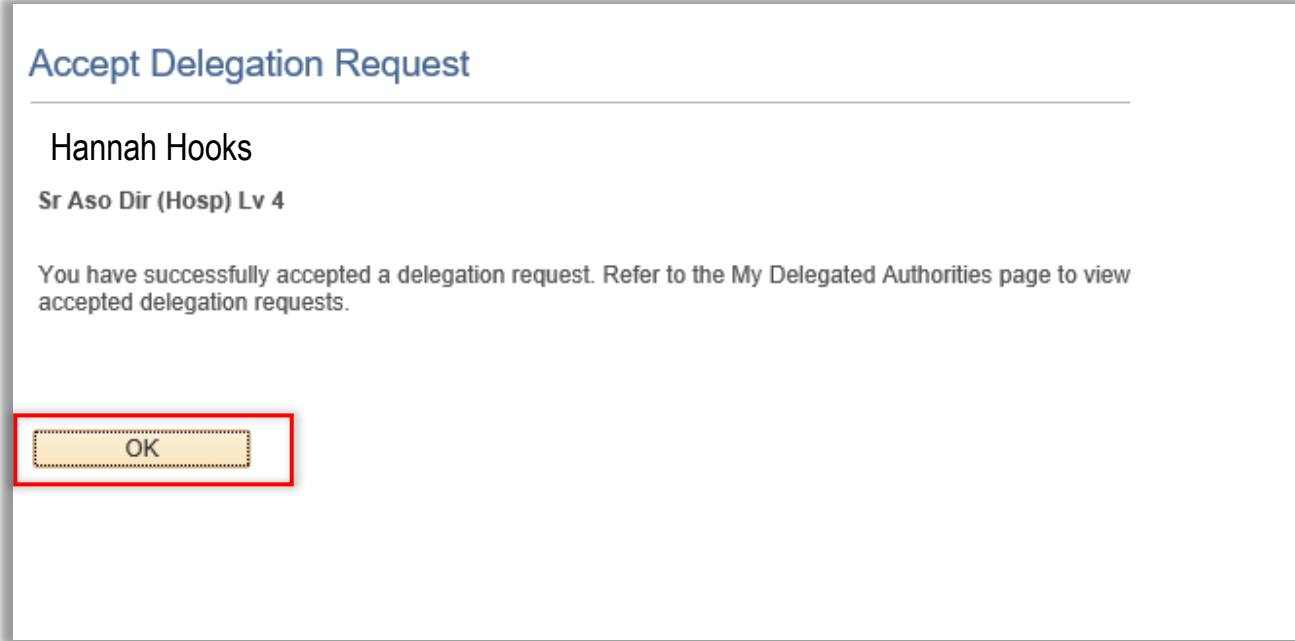 Accept Delegation Request
Hannah Hooks
Sr Aso Dir (Hosp) Lv 4
You have successfully accepted a delegation request. Refer to the My Delegated Authorities page to view
accepted delegation requests.
OK